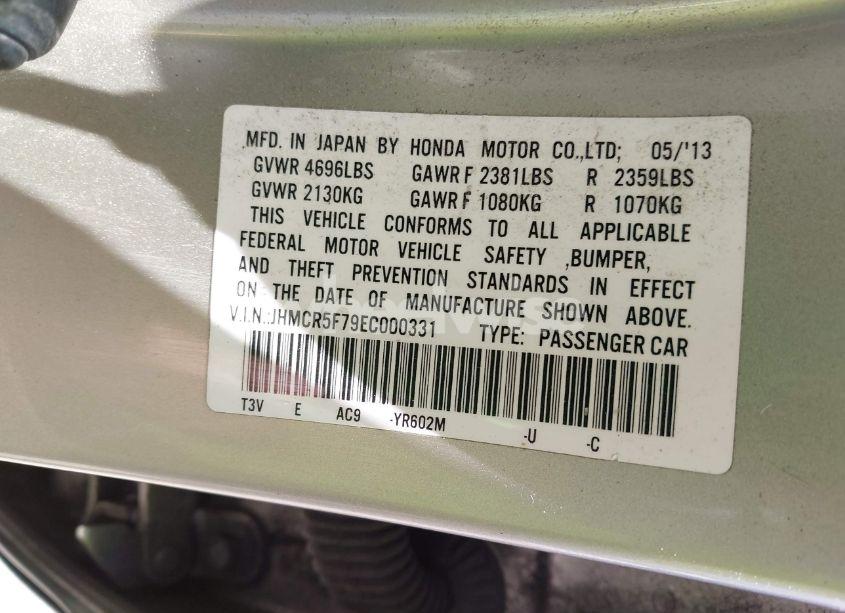 MFD. IN JAPAN BY HONDA MOTOR CO.,LTD; 05/'13
GVWR 4696LBS GAWR F 2381LBS R 2359LBS
GVWR 2130KG GAWR F 1080KG R 1070KG
THIS VEHICLE CONFORMS TO ALL APPLICABLE
FEDERAL MOTOR VEHICLE SAFETY ,BUMPER,
AND THEFT PREVENTION STANDARDS IN EFFECT
ON THE DATE OF MANUFACTURE SHOWN ABOVE.
V.I.N.:JHMCR5F79EC000331 TYPE: PASSENGER CAR
T3V E AC9 -YR602M -U -C